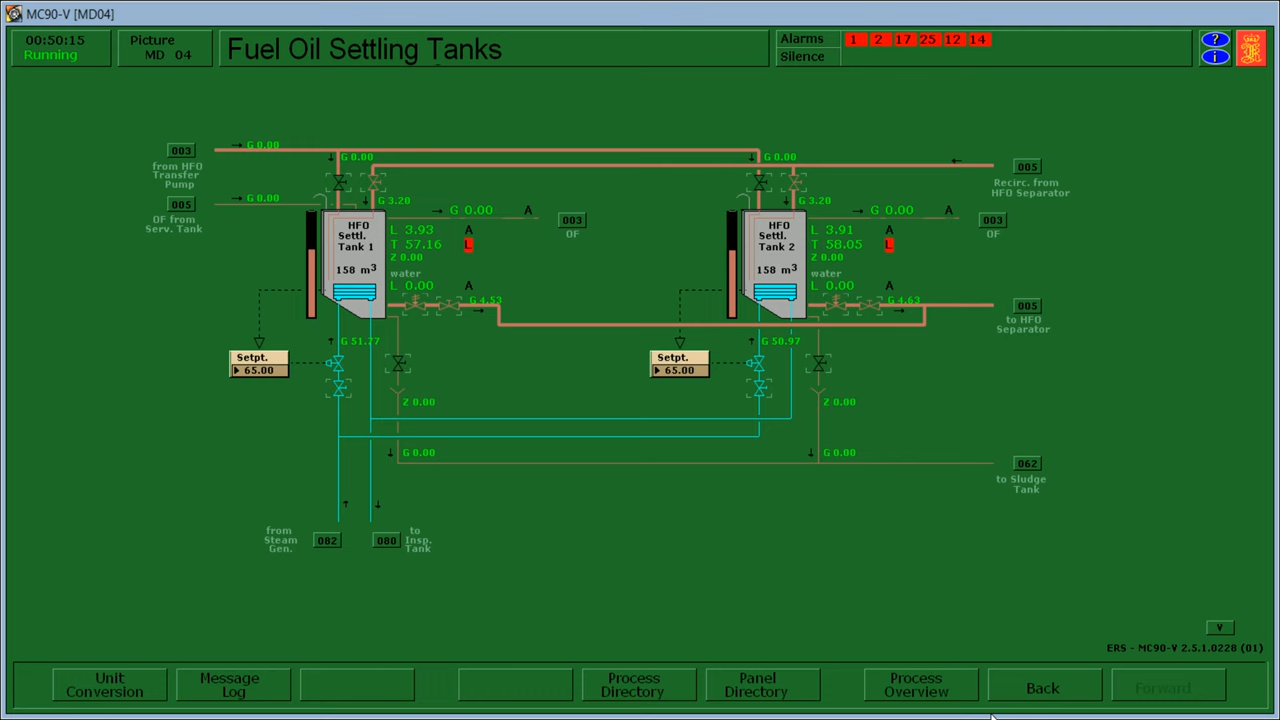 MC90-V [MD04]
00:50:15
Running
Picture
MD 04
Fuel Oil Settling Tanks
Alarms
Silence
1 2 17 25 12 14
?
i
003
from HFO
Transfer
Pump
G 0.00
G 0.00
G 0.00
005
Recirc. from
HFO Separator
005
OF from
Serv. Tank
G 0.00
G 3.20
G 3.20
HFO
Settl.
Tank 1
158 m³
G 0.00 A
003
OF
L 3.93 A
T 57.16 L
Z 0.00
water
L 0.00 A
G 4.53
HFO
Settl.
Tank 2
158 m³
G 0.00 A
003
OF
L 3.91 A
T 58.05 L
Z 0.00
water
L 0.00 A
G 4.63
005
to HFO
Separator
Setpt.
65.00
G 51.77
Setpt.
65.00
G 50.97
Z 0.00
Z 0.00
G 0.00
G 0.00
062
to Sludge
Tank
from
Steam
Gen.
082
080
to
Insp.
Tank
V
ERS - MC90-V 2.5.1.0228 (01)
Unit
Conversion
Message
Log
Process
Directory
Panel
Directory
Process
Overview
Back
Forward